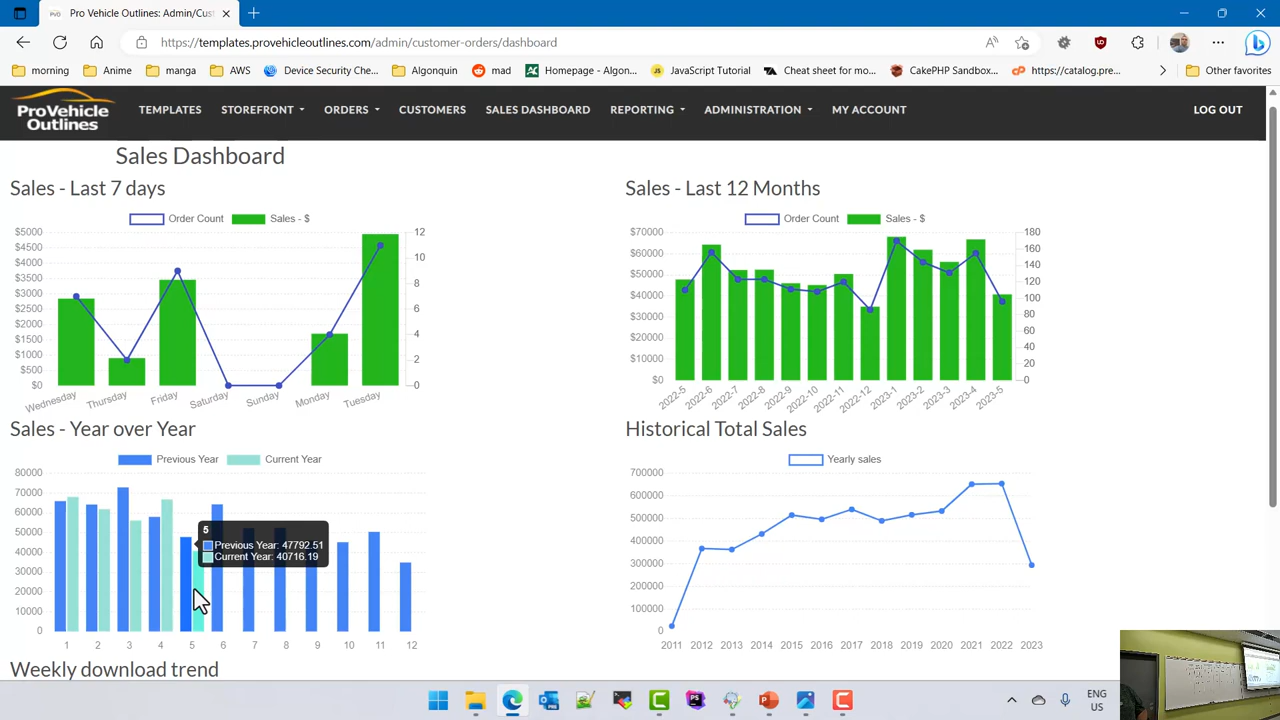 Pro Vehicle Outlines: Admin/Cust
https://templates.provehicleoutlines.com/admin/customer-orders/dashboard
morning Anime manga AWS Device Security Che... Algonquin mad Homepage - Algon... JavaScript Tutorial Cheat sheet for mo... CakePHP Sandbox... https://catalog.pre... Other favorites
ProVehicle
Outlines
TEMPLATES STOREFRONT ORDERS CUSTOMERS SALES DASHBOARD REPORTING ADMINISTRATION MY ACCOUNT LOG OUT
Sales Dashboard
Sales - Last 7 days
Order Count Sales - $
$5000
$4500
$4000
$3500
$3000
$2500
$2000
$1500
$1000
$500
$0
12
10
8
6
4
2
0
Wednesday Thursday Friday Saturday Sunday Monday Tuesday
Sales - Last 12 Months
Order Count Sales - $
$70000
$60000
$50000
$40000
$30000
$20000
$10000
$0
180
160
140
120
100
80
60
40
20
0
2022-5 2022-6 2022-7 2022-8 2022-9 2022-10 2022-11 2022-12 2023-1 2023-2 2023-3 2023-4 2023-5
Sales - Year over Year
Previous Year Current Year
80000
70000
60000
50000
40000
30000
20000
10000
0
5
Previous Year: 47792.51
Current Year: 40716.19
1 2 3 4 5 6 7 8 9 10 11 12
Historical Total Sales
Yearly sales
700000
600000
500000
400000
300000
200000
100000
0
2011 2012 2013 2014 2015 2016 2017 2018 2019 2020 2021 2022 2023
Weekly download trend
ENG
US